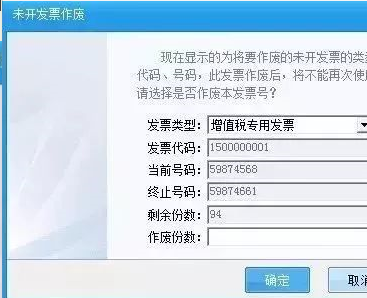 未开发票作废
现在显示的为将要作废的未开发票的类
代码、号码，此发票作废后，将不能再次使
请选择是否作废本发票号？
发票类型：增值税专用发票
发票代码：1500000001
当前号码：59874568
终止号码：59874661
剩余份数：94
作废份数：
确定 取消